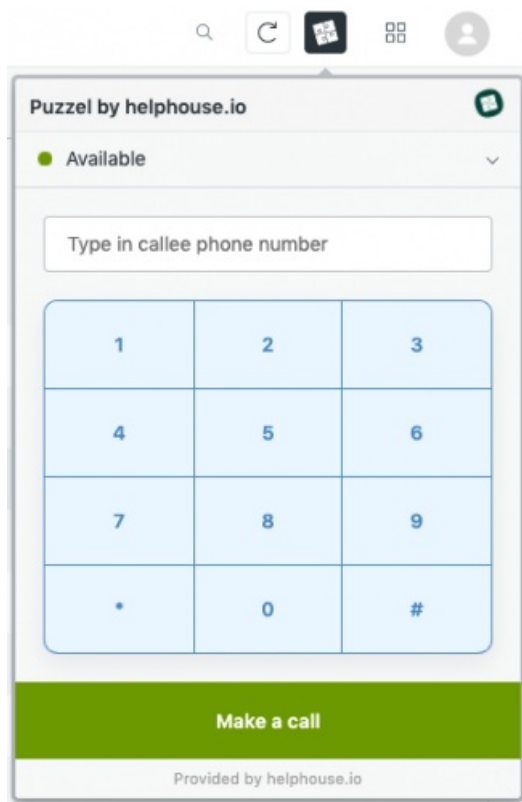 Puzzel by helphouse.io
Available
Type in callee phone number
1 2 3
4 5 6
7 8 9
* 0 #
Make a call
Provided by helphouse.io